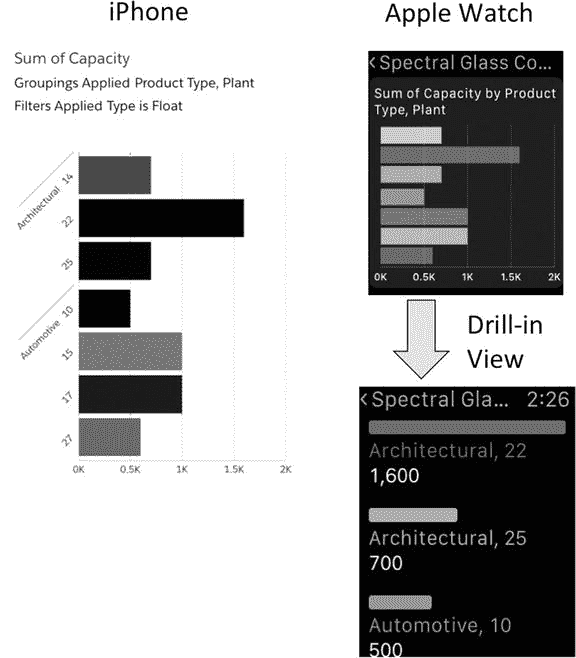 iPhone
Sum of Capacity
Groupings Applied Product Type, Plant
Filters Applied Type is Float
Architectural
14
22
25
Automotive
10
15
17
27
0K 0.5K 1K 1.5K 2K
Apple Watch
<Spectral Glass Co...
Sum of Capacity by Product
Type, Plant
0K 0.5K 1K 1.5K 2K
Drill-in
View
<Spectral Gla... 2:26
Architectural, 22
1,600
Architectural, 25
700
Automotive, 10
500